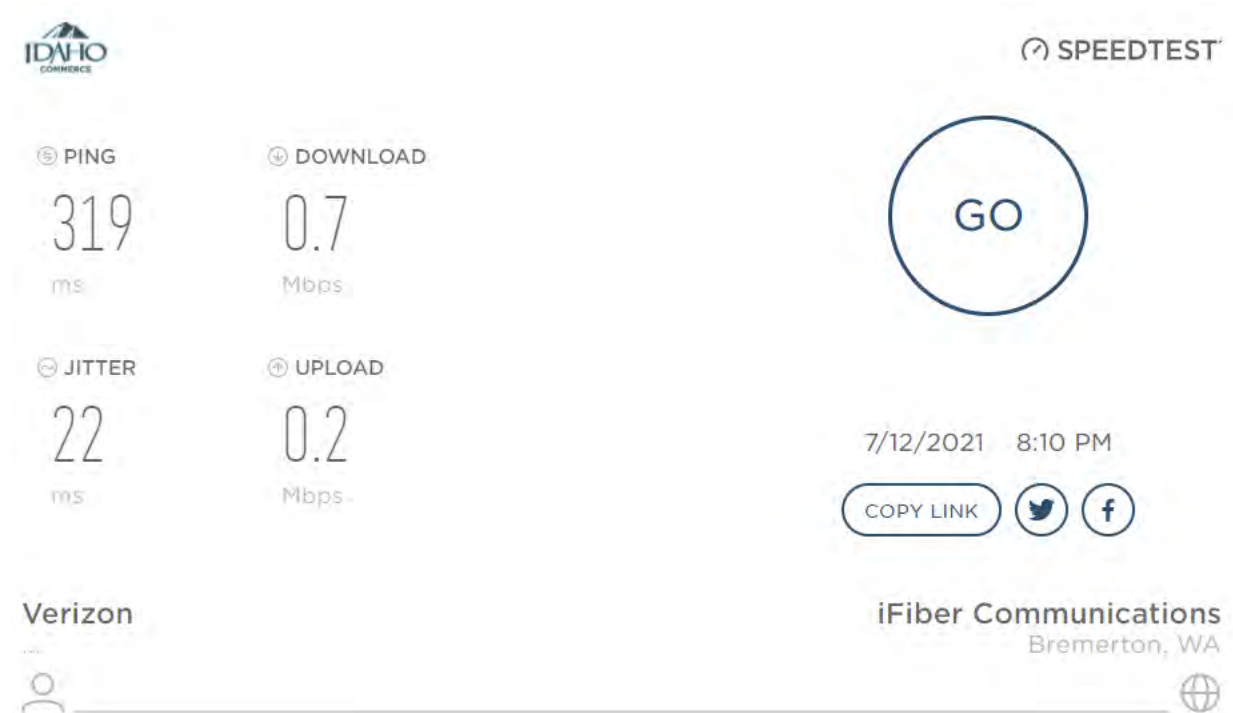 IDAHO
COMMERCE
SPEEDTEST
PING
319
ms
DOWNLOAD
0.7
Mbps
GO
JITTER
22
ms
UPLOAD
0.2
Mbps
7/12/2021 8:10 PM
COPY LINK
Verizon
iFiber Communications
Bremerton, WA